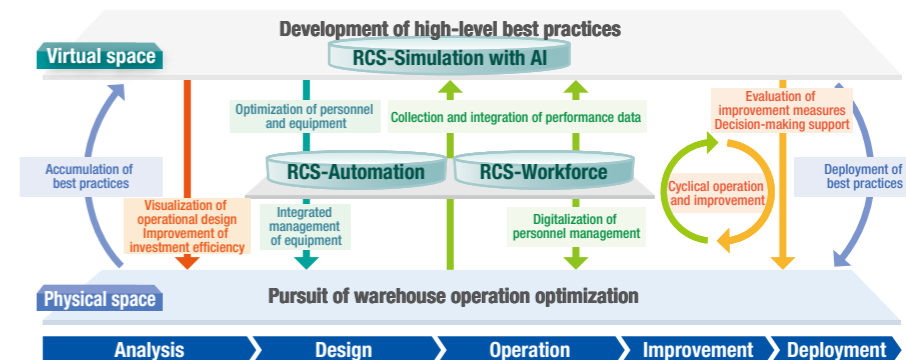 Development of high-level best practices
Virtual space
RCS-Simulation with AI
Optimization of personnel
and equipment
Collection and integration of performance data
Evaluation of
improvement measures
Decision-making support
Accumulation of
best practices
RCS-Automation
RCS-Workforce
Cyclical operation
and improvement
Deployment of
best practices
Visualization of
operational design
Improvement of
investment efficiency
Integrated
management
of equipment
Digitalization of
personnel management
Physical space
Pursuit of warehouse operation optimization
Analysis
Design
Operation
Improvement
Deployment